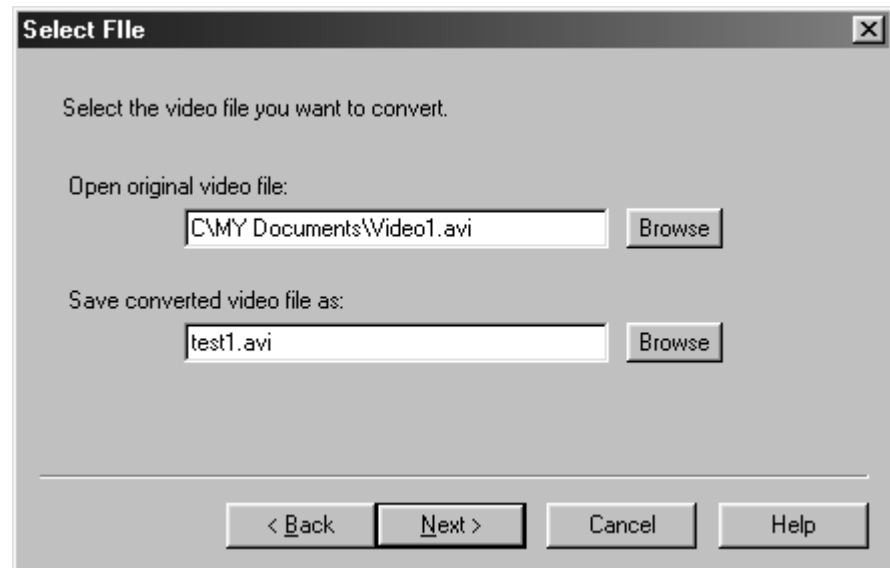 Select FIle
Select the video file you want to convert.
Open original video file:
C\MY Documents\Video1.avi Browse
Save converted video file as:
test1.avi Browse
< Back Next > Cancel Help